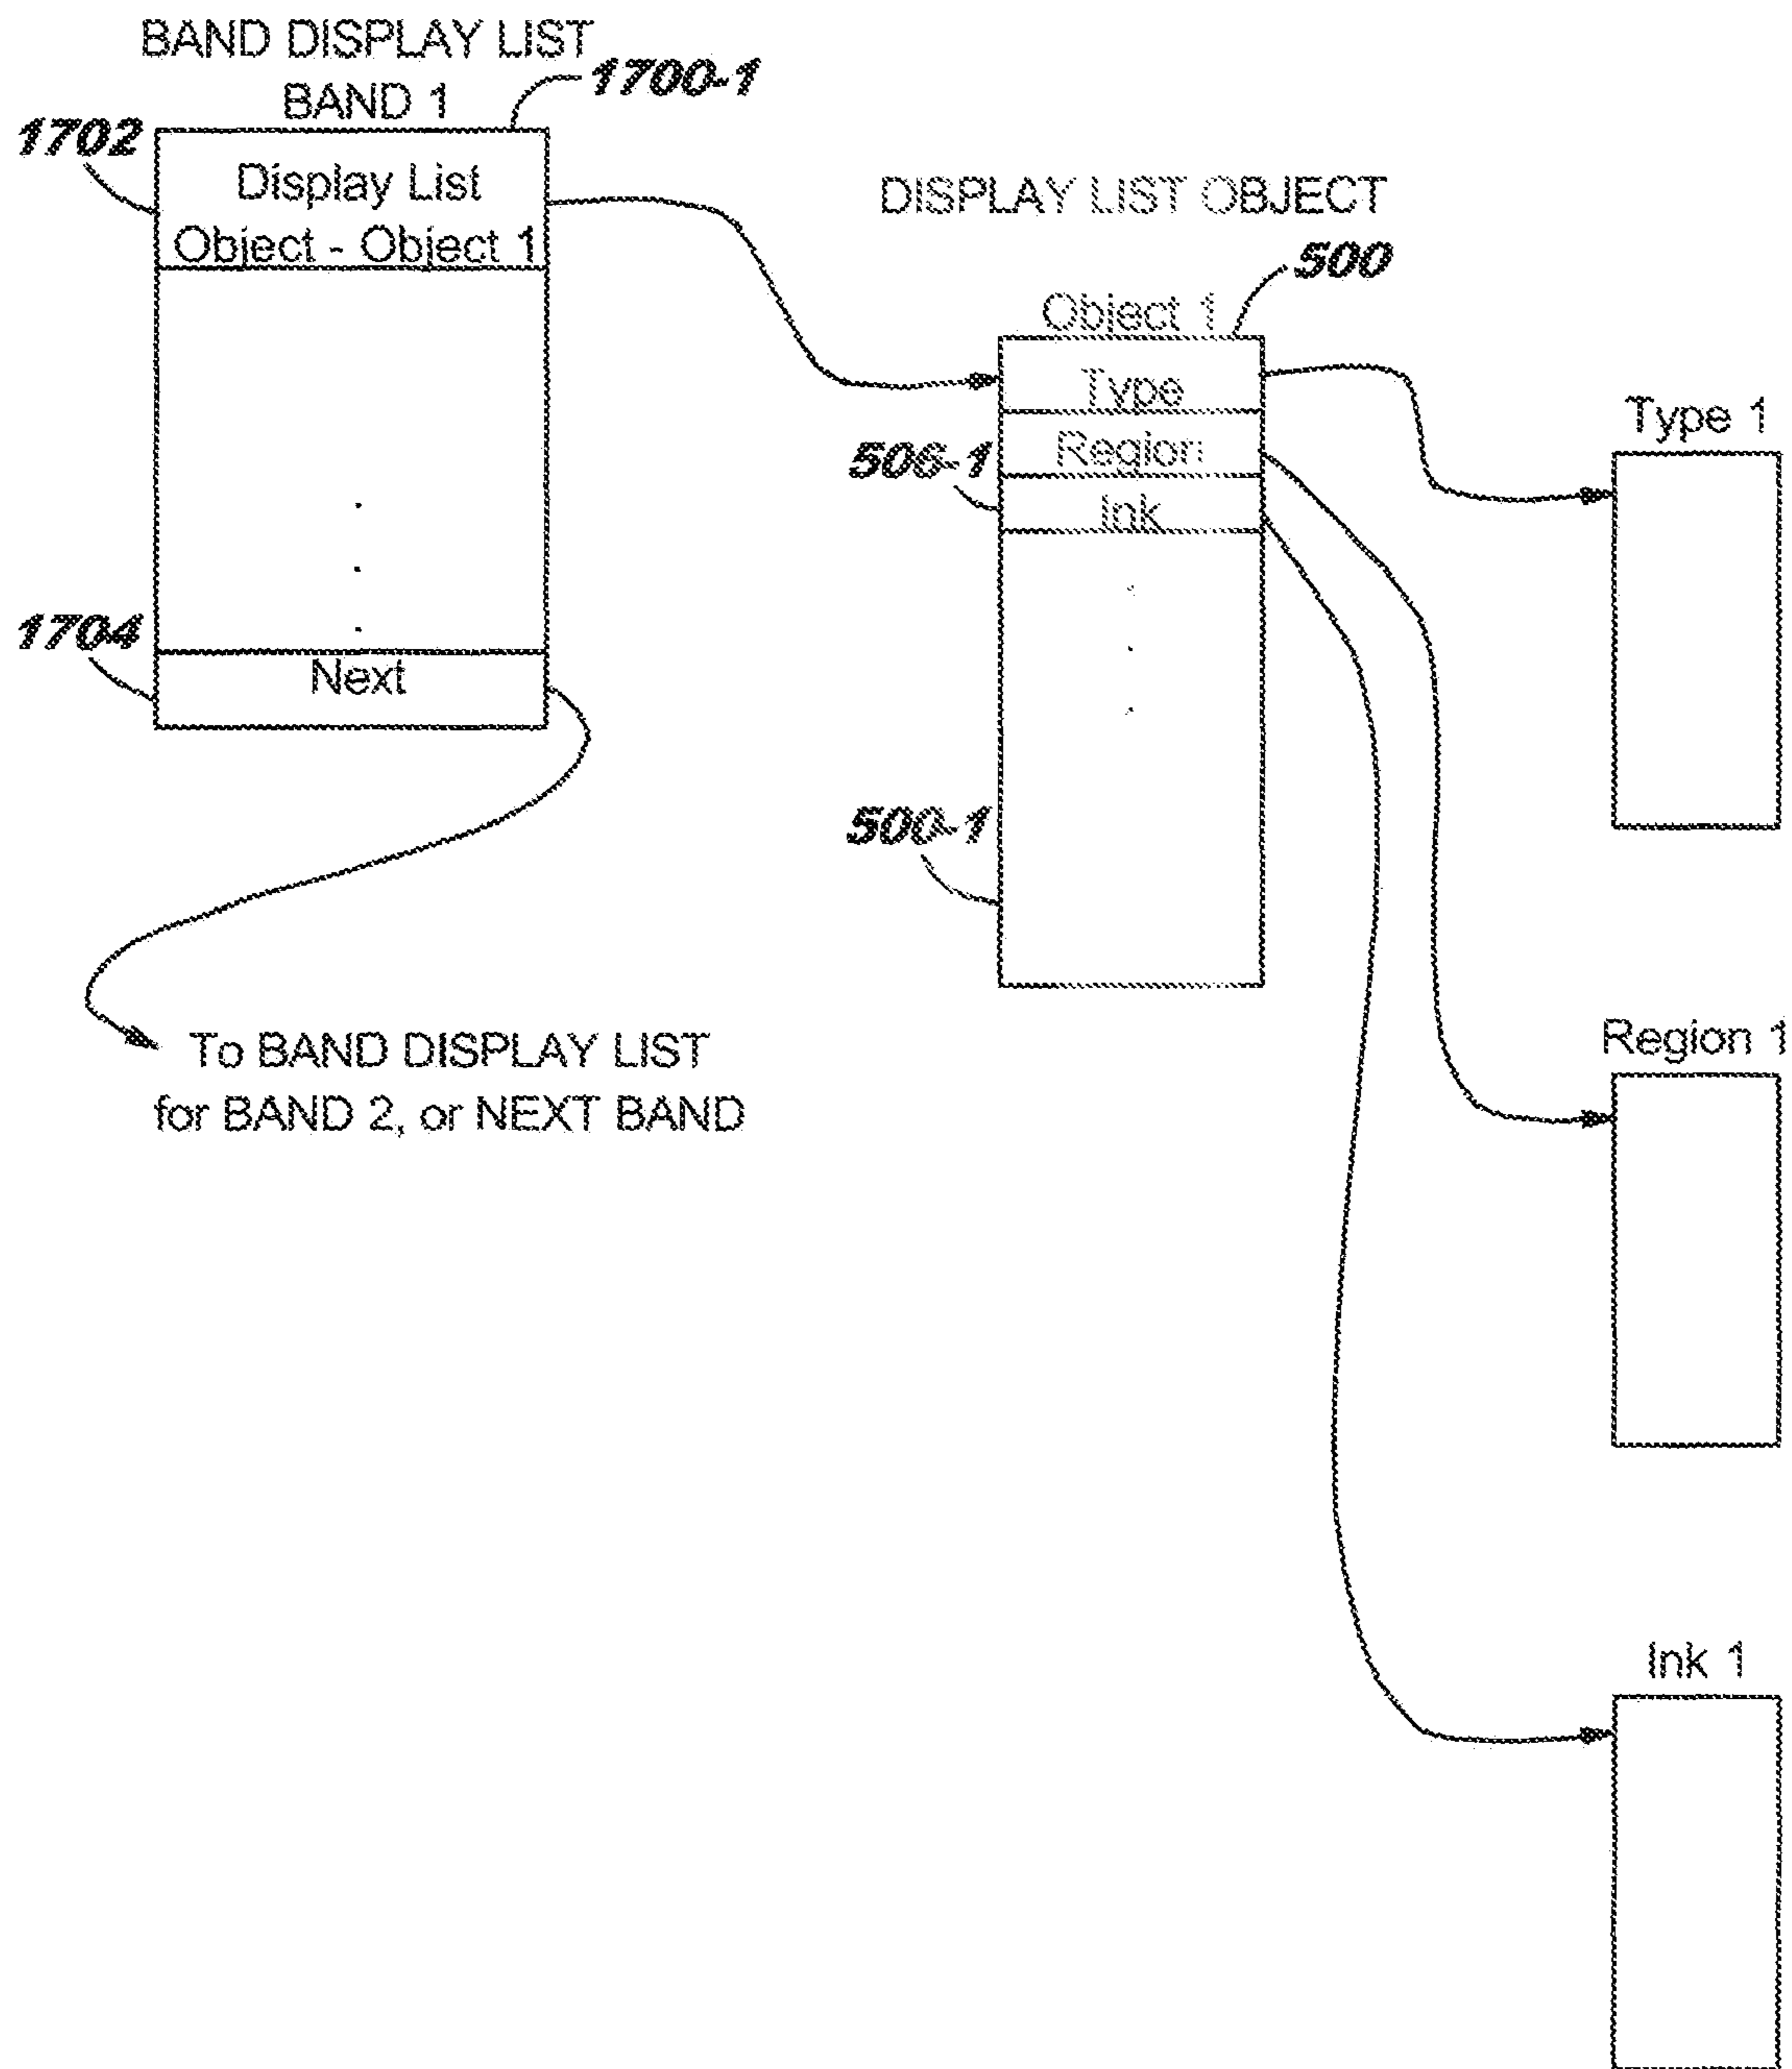 BAND DISPLAY LIST
BAND 1
1700-1
1702
Display List
Object - Object 1
1704
Next
To BAND DISPLAY LIST
for BAND 2, or NEXT BAND
DISPLAY LIST OBJECT
500
Object 1
Type
Region
506-1
Ink
500-1
Type 1
Region 1
Ink 1